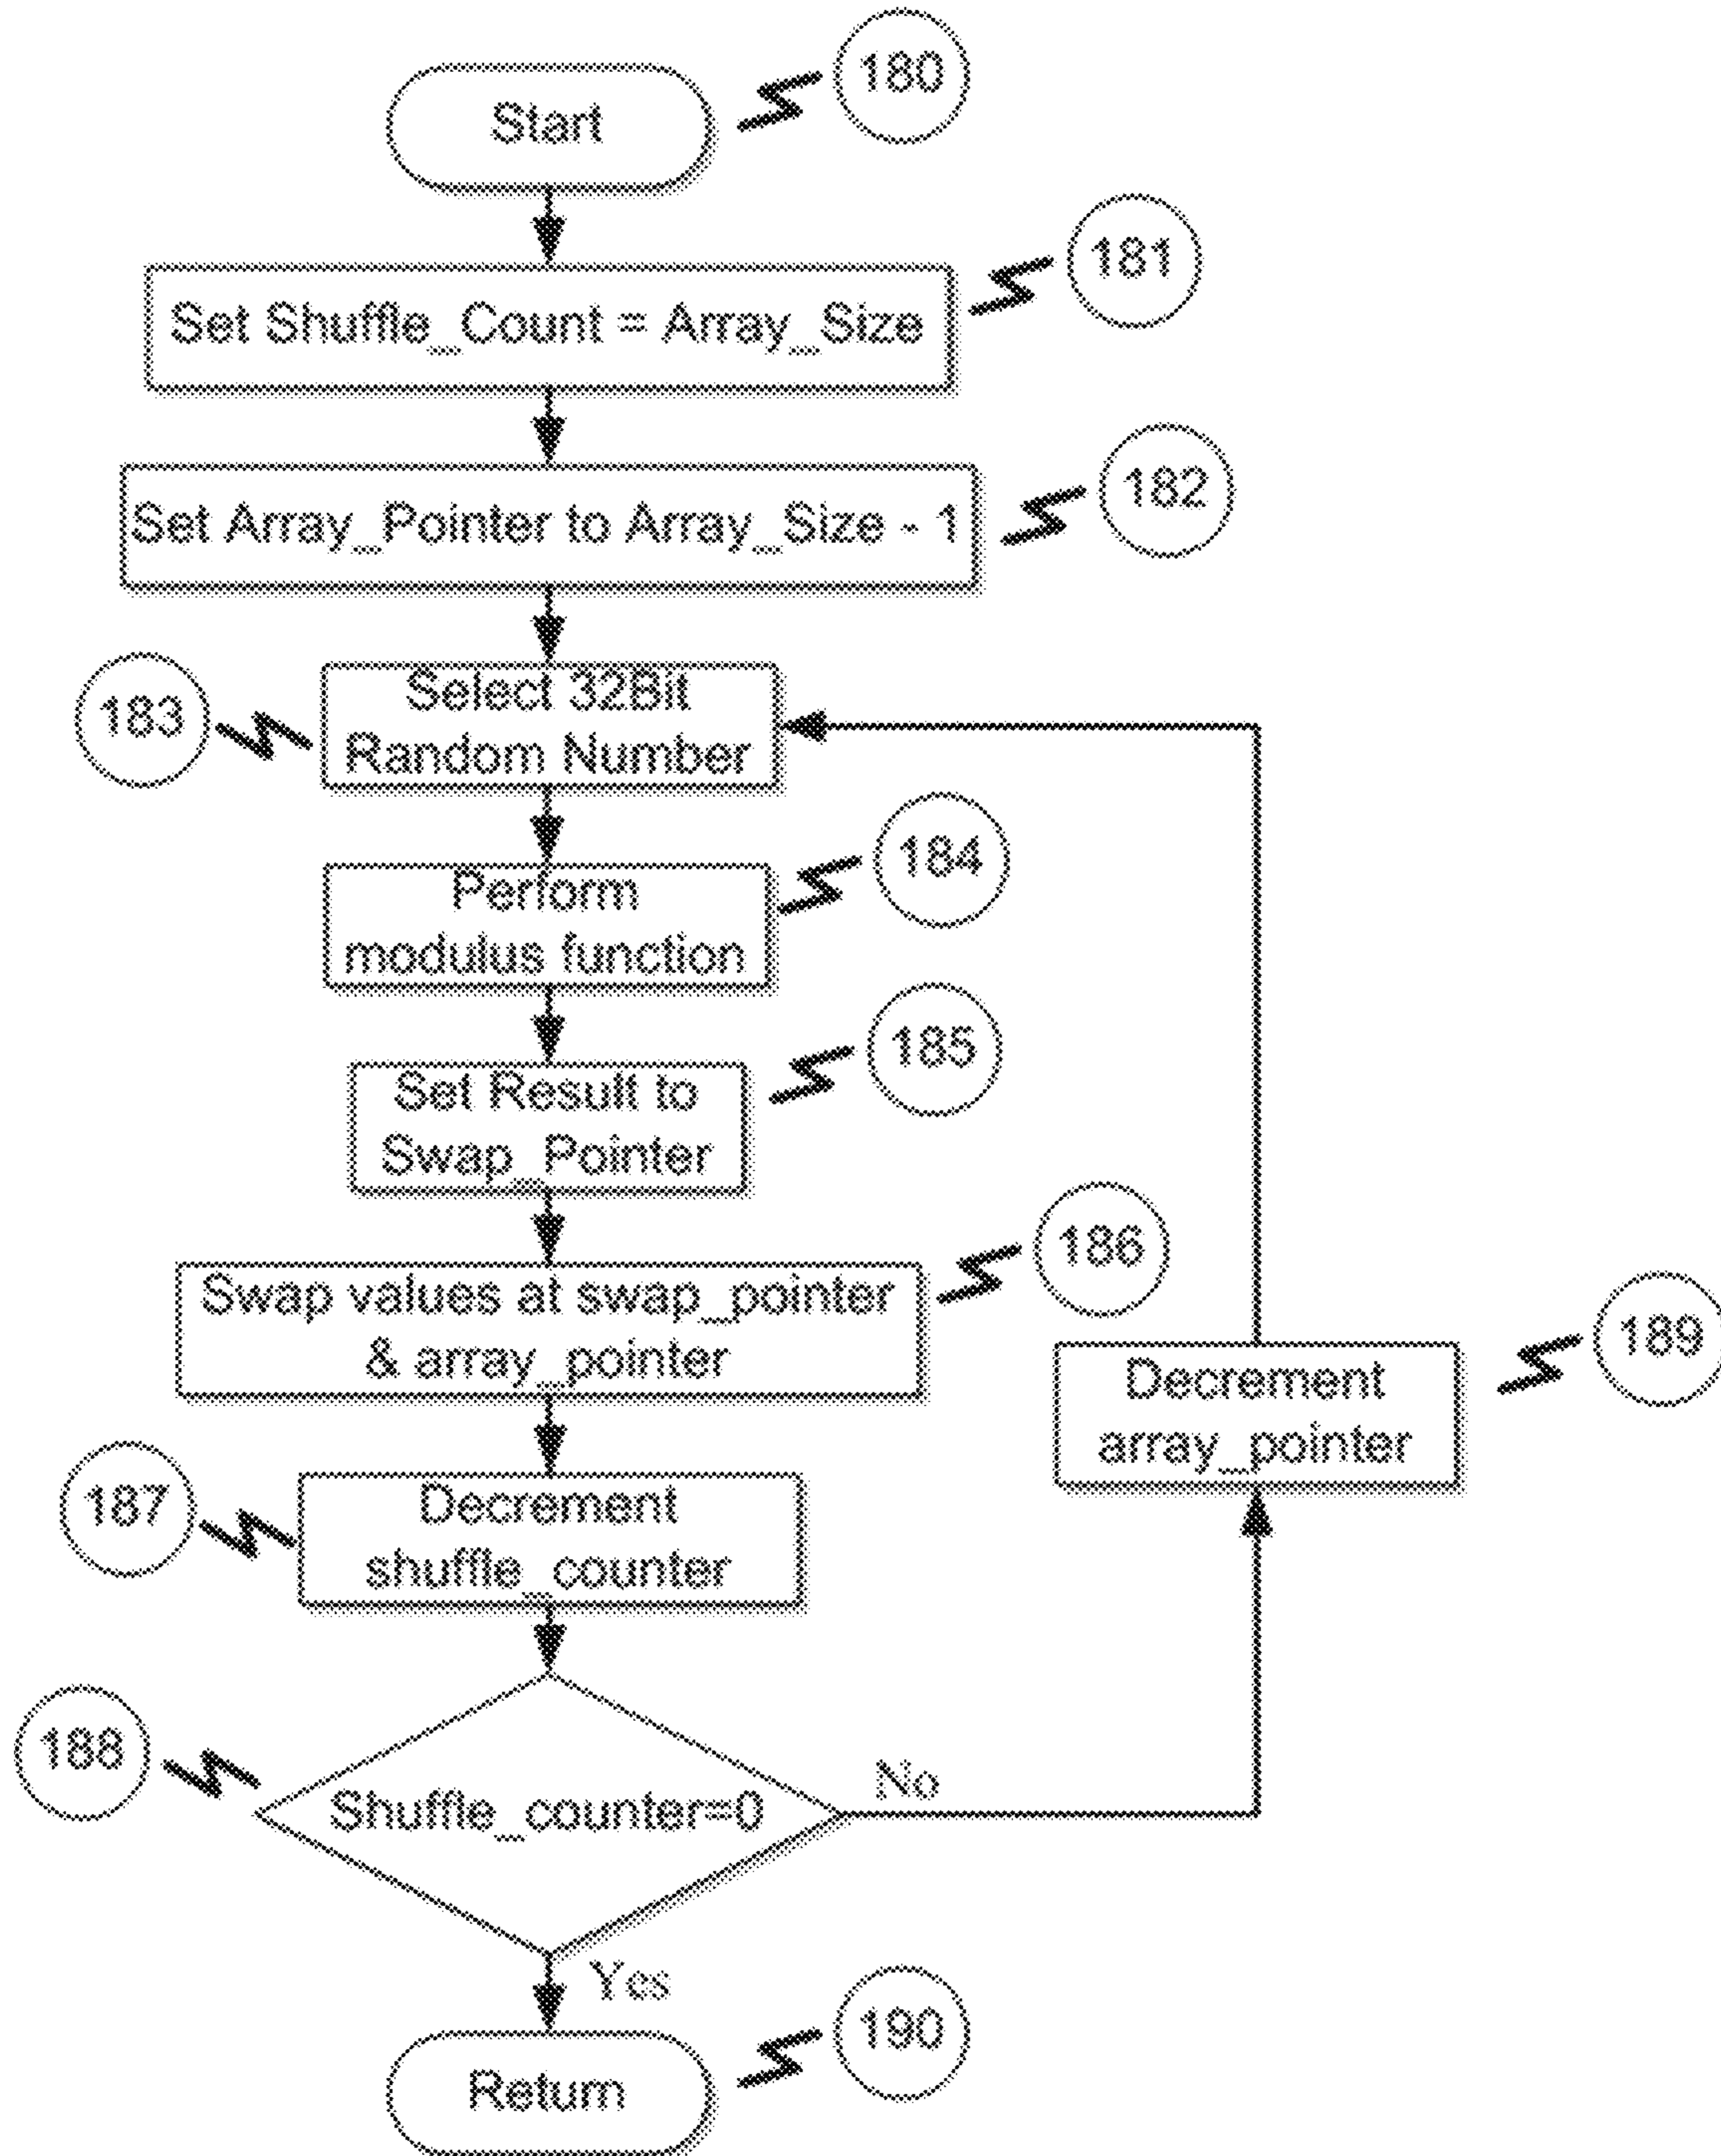 180
Start
181
Set Shuffle_Count = Array_Size
182
Set Array_Pointer to Array_Size - 1
183
Select 32Bit
Random Number
184
Perform
modulus function
185
Set Result to
Swap_Pointer
186
Swap values at swap_pointer
& array_pointer
189
Decrement
array_pointer
187
Decrement
shuffle_counter
188
Shuffle_counter=0
No
Yes
190
Return